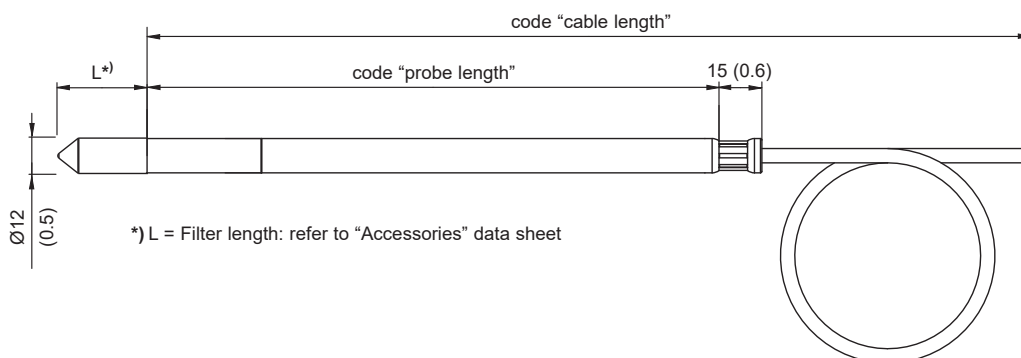 code “cable length”
L*)
code “probe length”
15 (0.6)
Ø12
(0.5)
*) L = Filter length: refer to “Accessories” data sheet